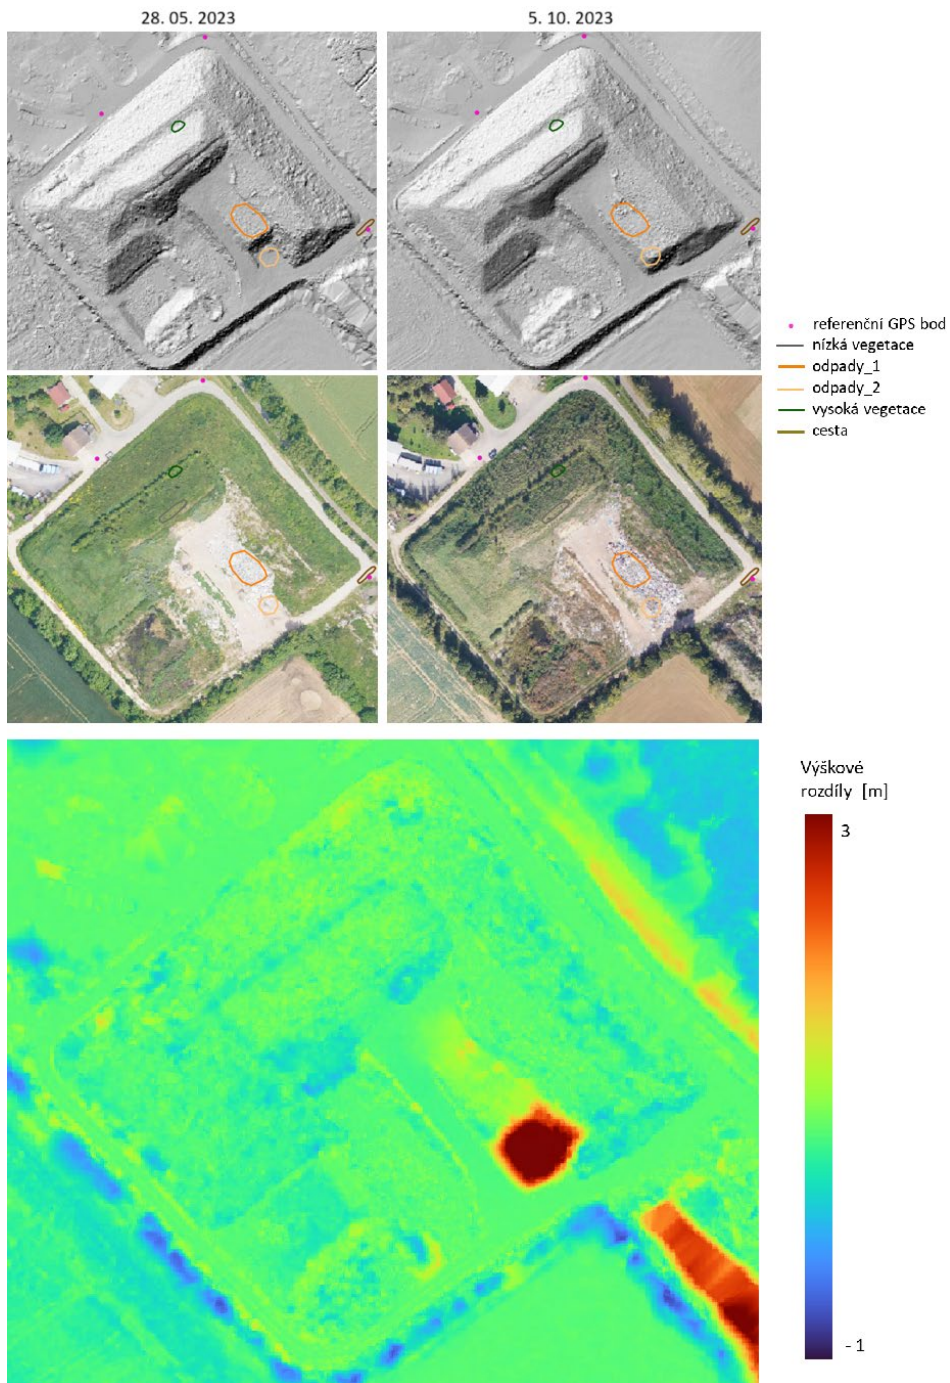 28. 05. 2023
5. 10. 2023
referenční GPS bod
nízká vegetace
odpady_1
odpady_2
vysoká vegetace
cesta
Výškové
rozdíly [m]
3
- 1